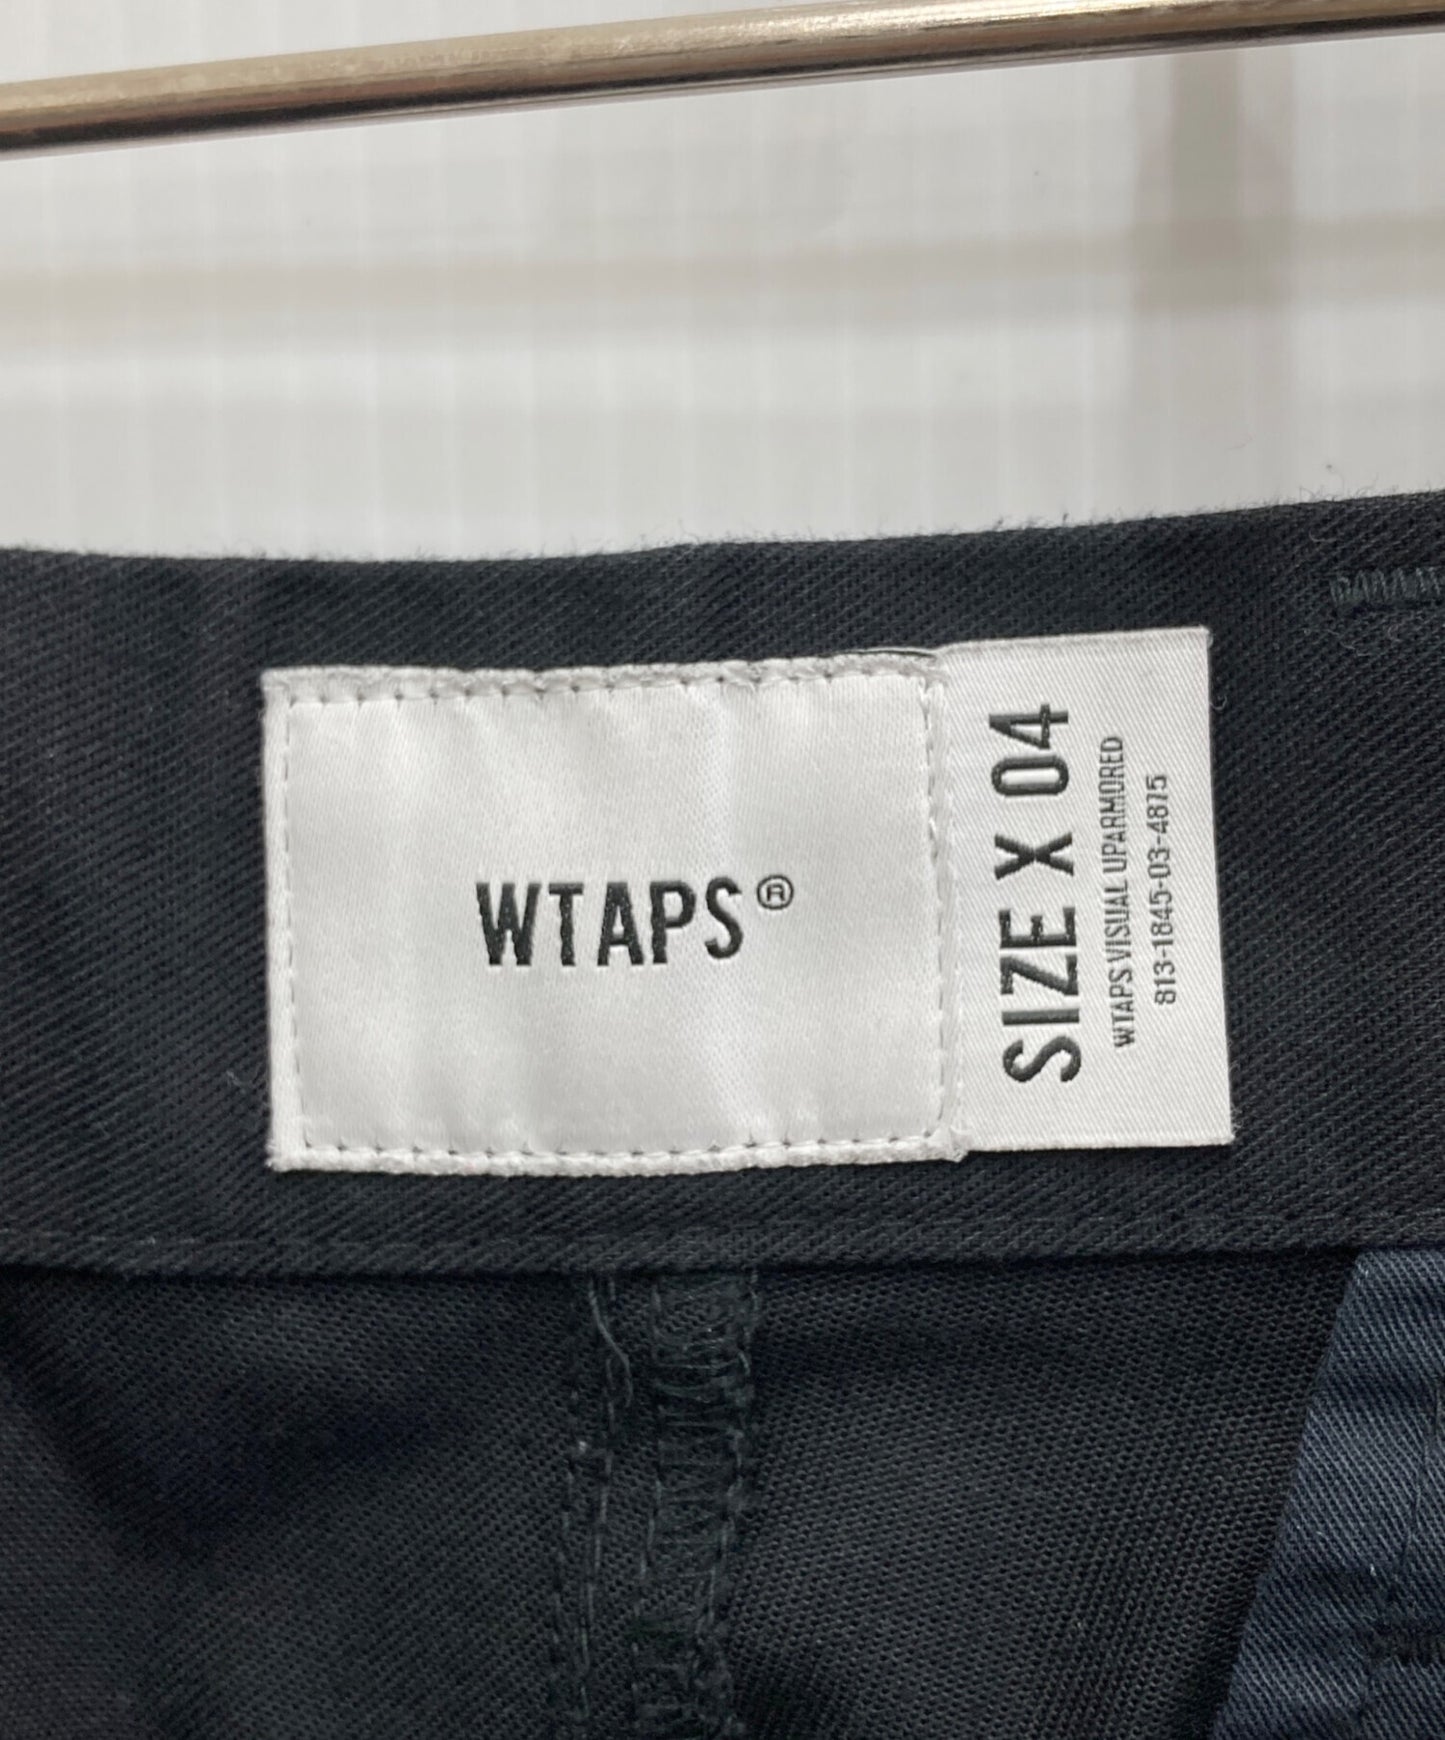 WTAPS®
SIZE X 04
WTAPS VISUAL UPARMORED
813-1845-03-4875